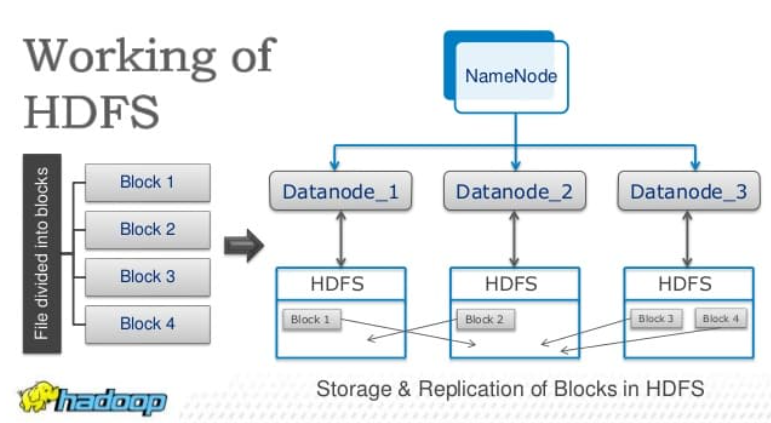 Working of
HDFS
NameNode
File divided into blocks
Block 1
Block 2
Block 3
Block 4
Datanode_1
Datanode_2
Datanode_3
HDFS
HDFS
HDFS
Block 1
Block 2
Block 3
Block 4
hadoop
Storage & Replication of Blocks in HDFS